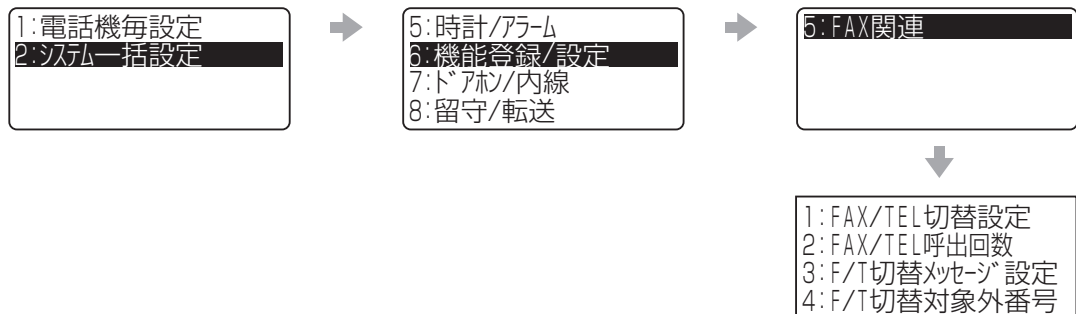 1:電話機毎設定
2:ｼｽﾃﾑ一括設定
5:時計/ｱﾗｰﾑ
6:機能登録/設定
7:ﾄﾞｱﾎﾝ/内線
8:留守/転送
5:FAX関連
1:FAX/TEL切替設定
2:FAX/TEL呼出回数
3:F/T切替ﾒｯｾｰｼﾞ設定
4:F/T切替対象外番号